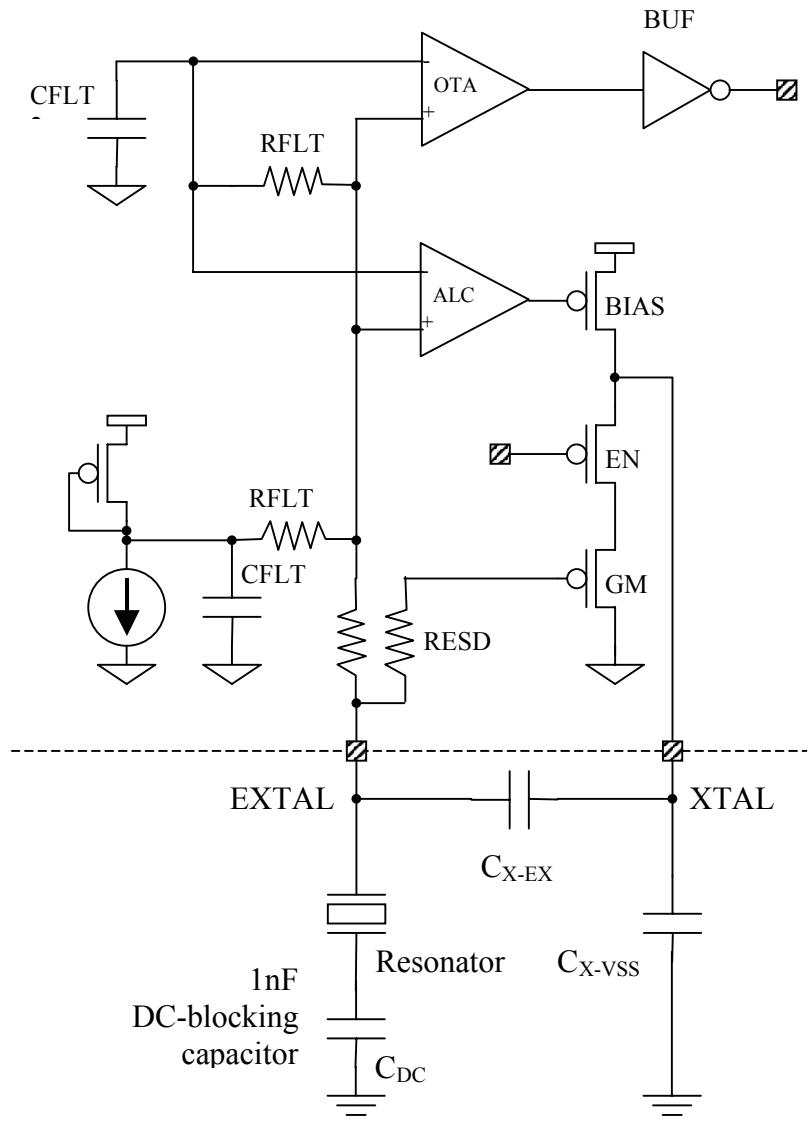 BUF
CFLT
OTA
-
+
RFLT
ALC
-
+
BIAS
EN
RFLT
CFLT
GM
RESD
EXTAL
XTAL
CX-EX
Resonator
CX-VSS
1nF
DC-blocking
capacitor
CDC